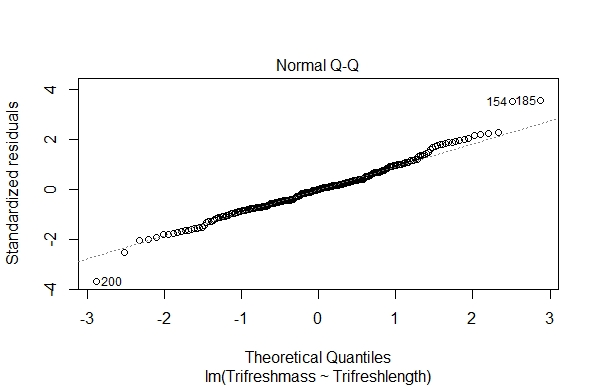 Normal Q-Q
Standardized residuals
4
2
0
-2
-4
154
185
200
-3 -2 -1 0 1 2 3
Theoretical Quantiles
lm(Trifreshmass ~ Trifreshlength)